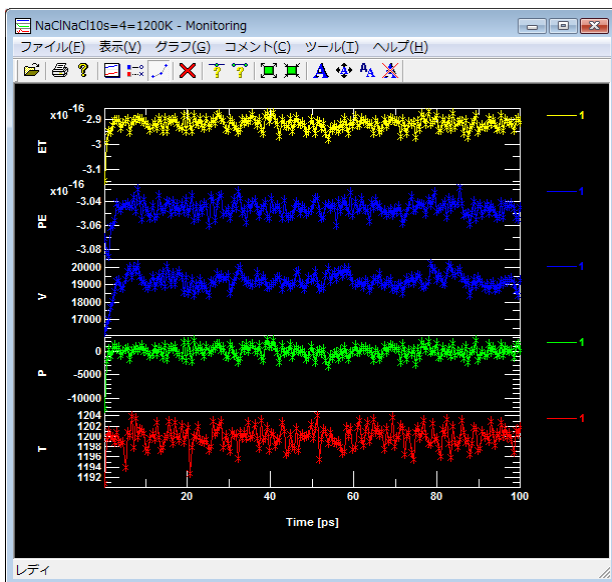 NaClNaCl10s=4=1200K - Monitoring
ファイル(F) 表示(V) グラフ(G) コメント(C) ツール(T) ヘルプ(H)
x10-16
-2.9
-3
-3.1
ET
1
x10-16
-3.04
-3.06
-3.08
PE
1
20000
19000
18000
17000
V
1
0
-5000
-10000
P
1
1204
1202
1200
1198
1196
1194
1192
T
1
20 40 60 80 100
Time [ps]
レディ